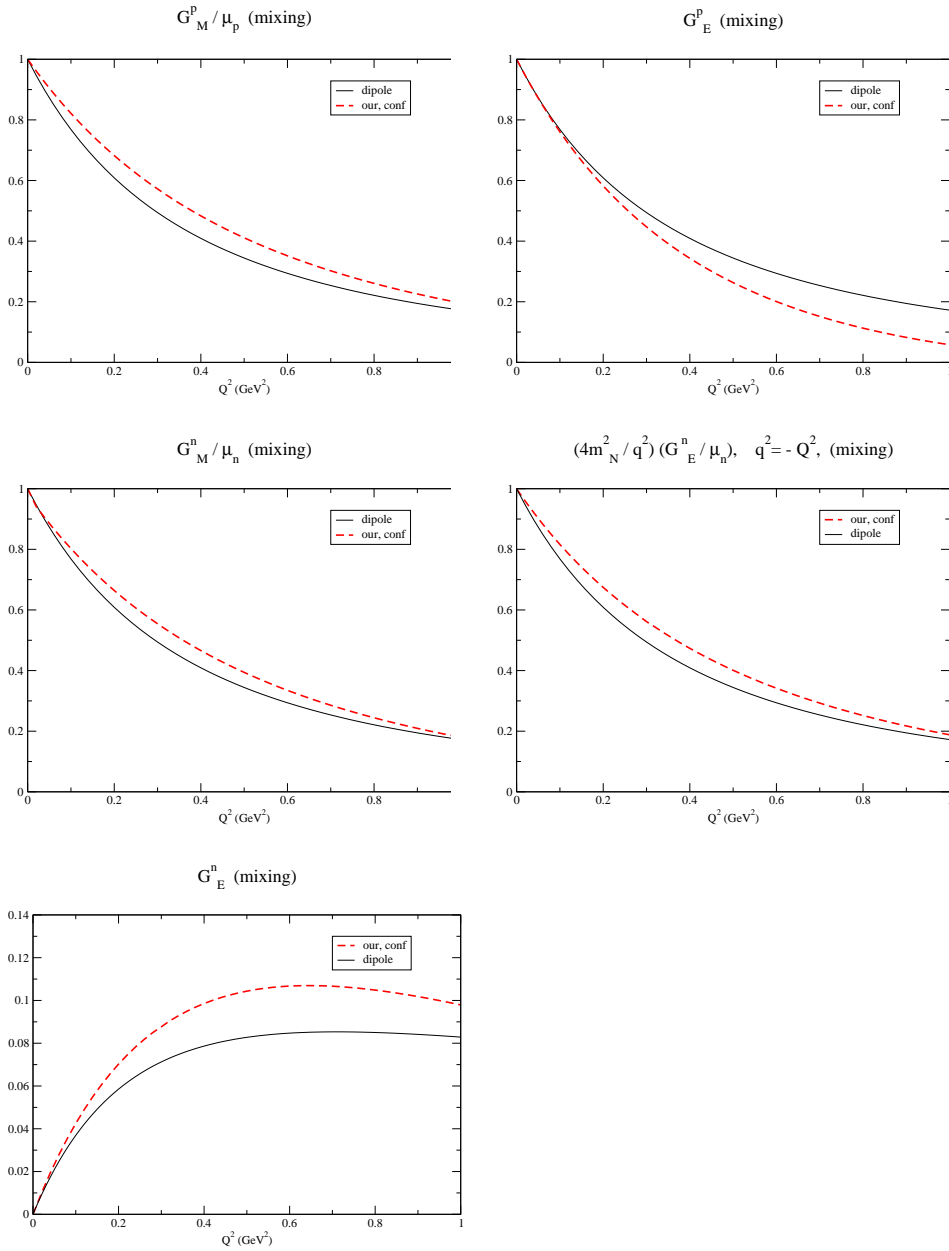 G^p_M / μ_p (mixing)
1
0.8
0.6
0.4
0.2
0
0 0.2 0.4 0.6 0.8
Q^2 (GeV^2)
dipole
our, conf
G^p_E (mixing)
1
0.8
0.6
0.4
0.2
0
0 0.2 0.4 0.6 0.8
Q^2 (GeV^2)
dipole
our, conf
G^n_M / μ_n (mixing)
1
0.8
0.6
0.4
0.2
0
0 0.2 0.4 0.6 0.8
Q^2 (GeV^2)
dipole
our, conf
(4m^2_N / q^2) (G^n_E / μ_n), q^2 = - Q^2, (mixing)
1
0.8
0.6
0.4
0.2
0
0 0.2 0.4 0.6 0.8
Q^2 (GeV^2)
our, conf
dipole
G^n_E (mixing)
0.14
0.12
0.1
0.08
0.06
0.04
0.02
0
0 0.2 0.4 0.6 0.8 1
Q^2 (GeV^2)
our, conf
dipole